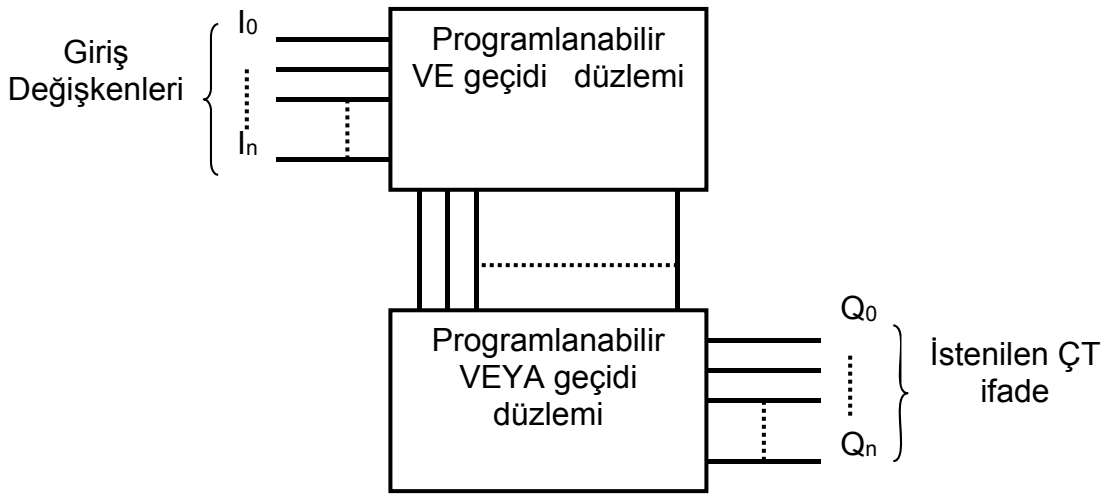 Giriş
Değişkenleri
I0
In
Programlanabilir
VE geçidi düzlemi
Programlanabilir
VEYA geçidi
düzlemi
Q0
Qn
İstenilen ÇT
ifade